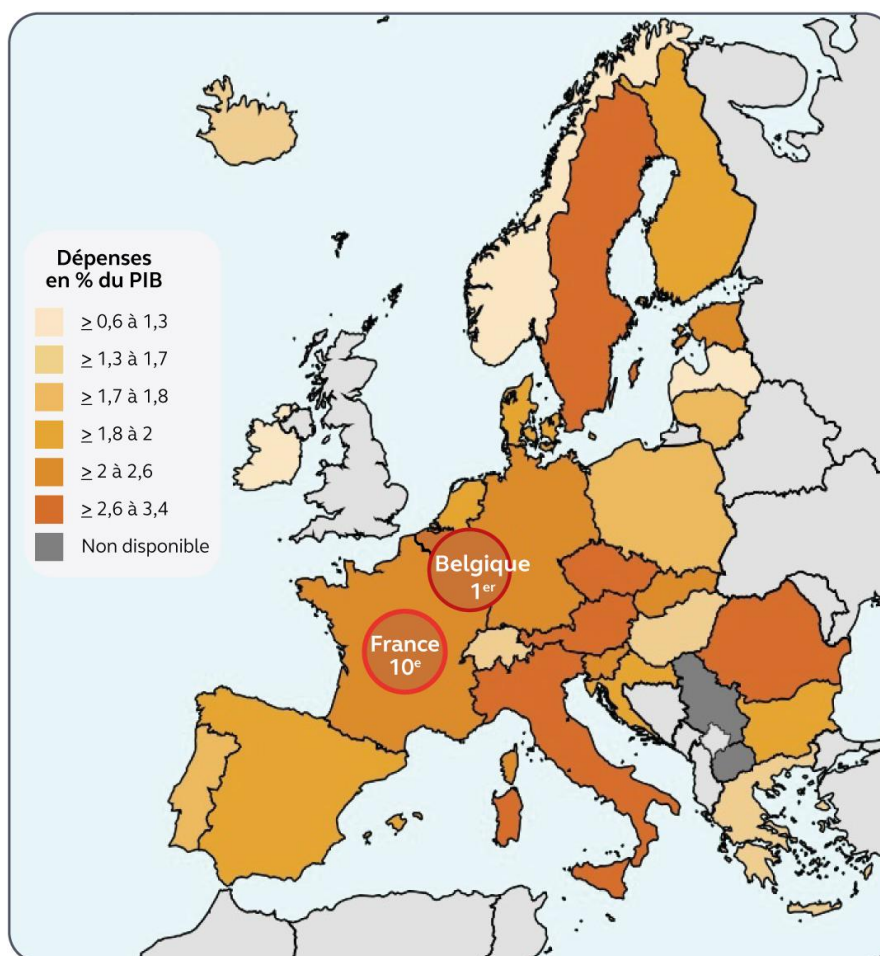 Dépenses
en % du PIB
≥ 0,6 à 1,3
≥ 1,3 à 1,7
≥ 1,7 à 1,8
≥ 1,8 à 2
≥ 2 à 2,6
≥ 2,6 à 3,4
Non disponible
Belgique
1er
France
10e